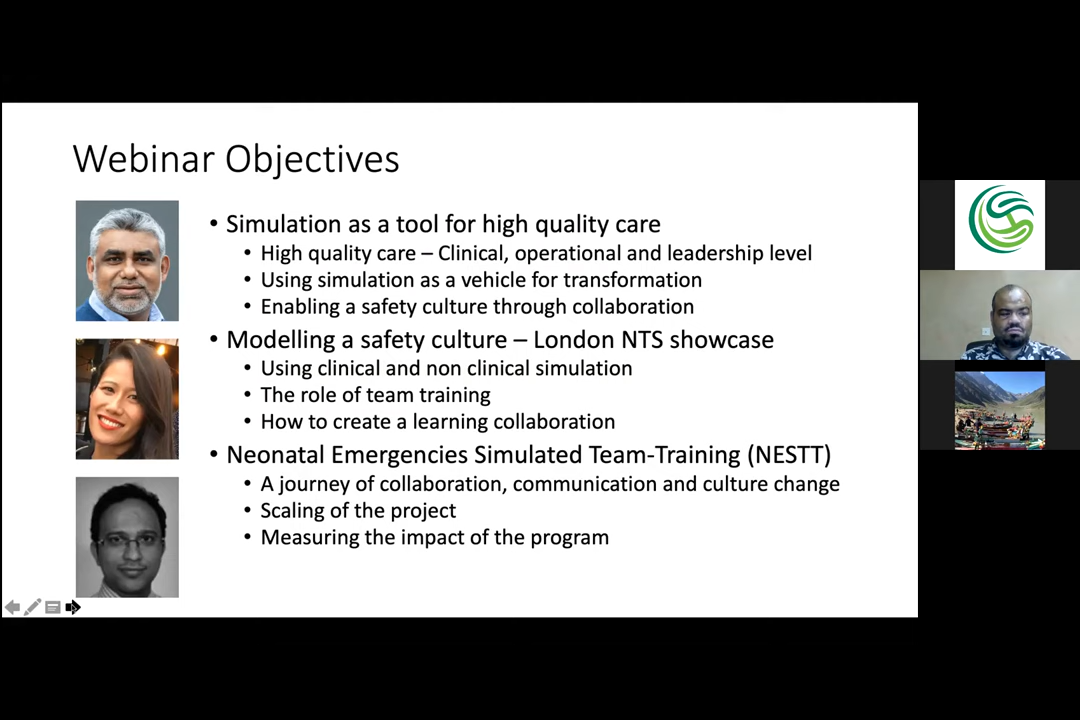 Webinar Objectives
• Simulation as a tool for high quality care
• High quality care – Clinical, operational and leadership level
• Using simulation as a vehicle for transformation
• Enabling a safety culture through collaboration
• Modelling a safety culture – London NTS showcase
• Using clinical and non clinical simulation
• The role of team training
• How to create a learning collaboration
• Neonatal Emergencies Simulated Team-Training (NESTT)
• A journey of collaboration, communication and culture change
• Scaling of the project
• Measuring the impact of the program